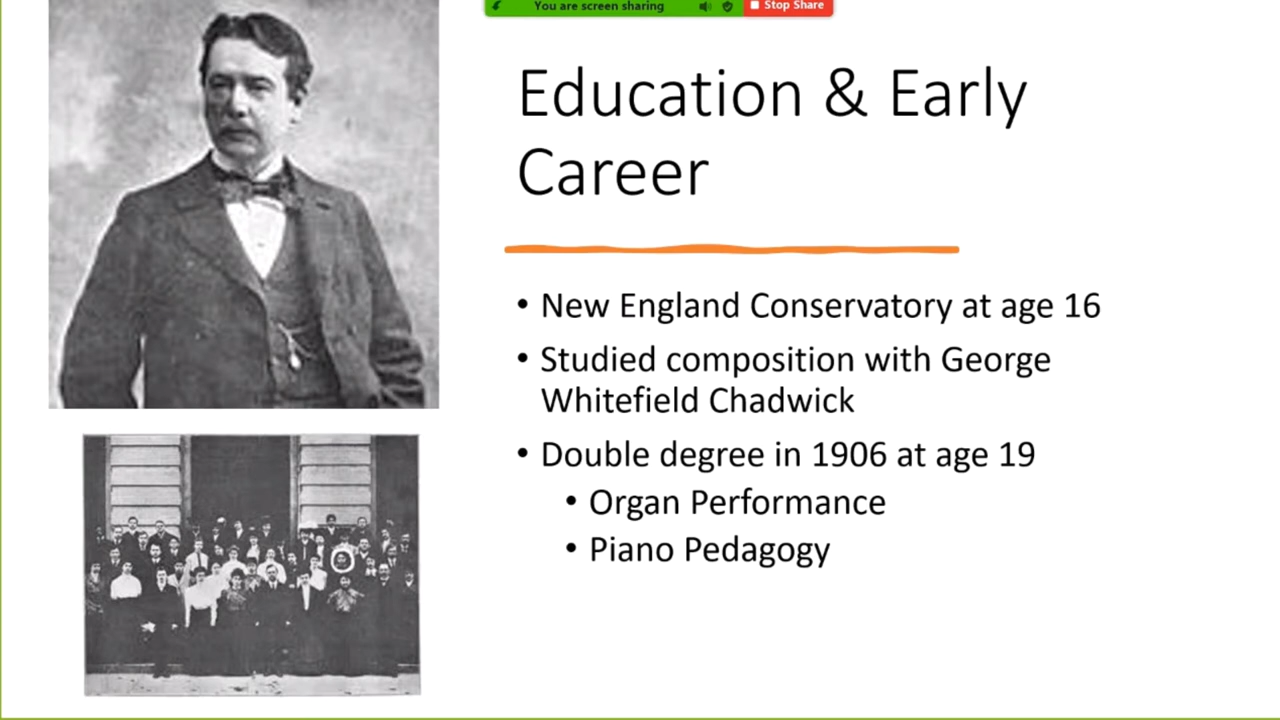 You are screen sharing
Stop Share
Education & Early
Career
• New England Conservatory at age 16
• Studied composition with George
Whitefield Chadwick
• Double degree in 1906 at age 19
• Organ Performance
• Piano Pedagogy